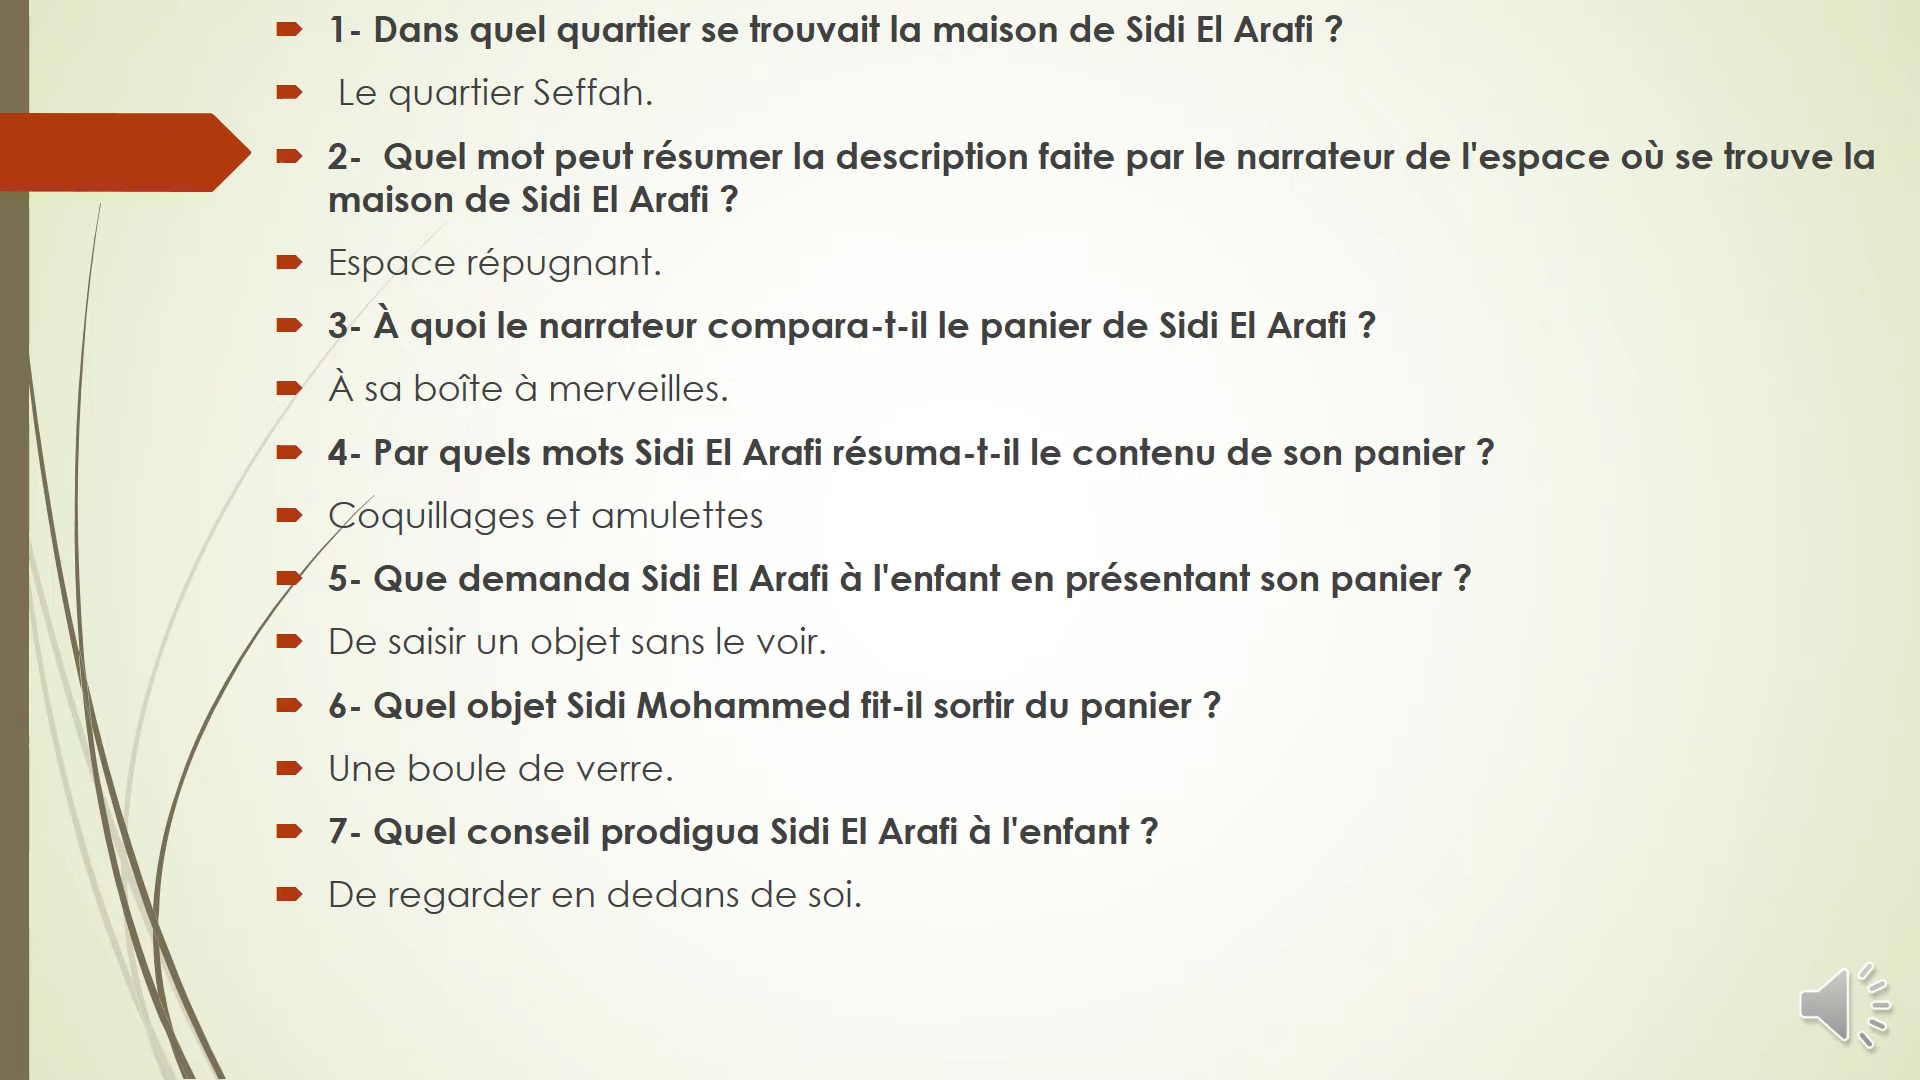 1- Dans quel quartier se trouvait la maison de Sidi El Arafi ?
Le quartier Seffah.
2- Quel mot peut résumer la description faite par le narrateur de l'espace où se trouve la
maison de Sidi El Arafi ?
Espace répugnant.
3- À quoi le narrateur compara-t-il le panier de Sidi El Arafi ?
À sa boîte à merveilles.
4- Par quels mots Sidi El Arafi résuma-t-il le contenu de son panier ?
Coquillages et amulettes
5- Que demanda Sidi El Arafi à l'enfant en présentant son panier ?
De saisir un objet sans le voir.
6- Quel objet Sidi Mohammed fit-il sortir du panier ?
Une boule de verre.
7- Quel conseil prodigua Sidi El Arafi à l'enfant ?
De regarder en dedans de soi.